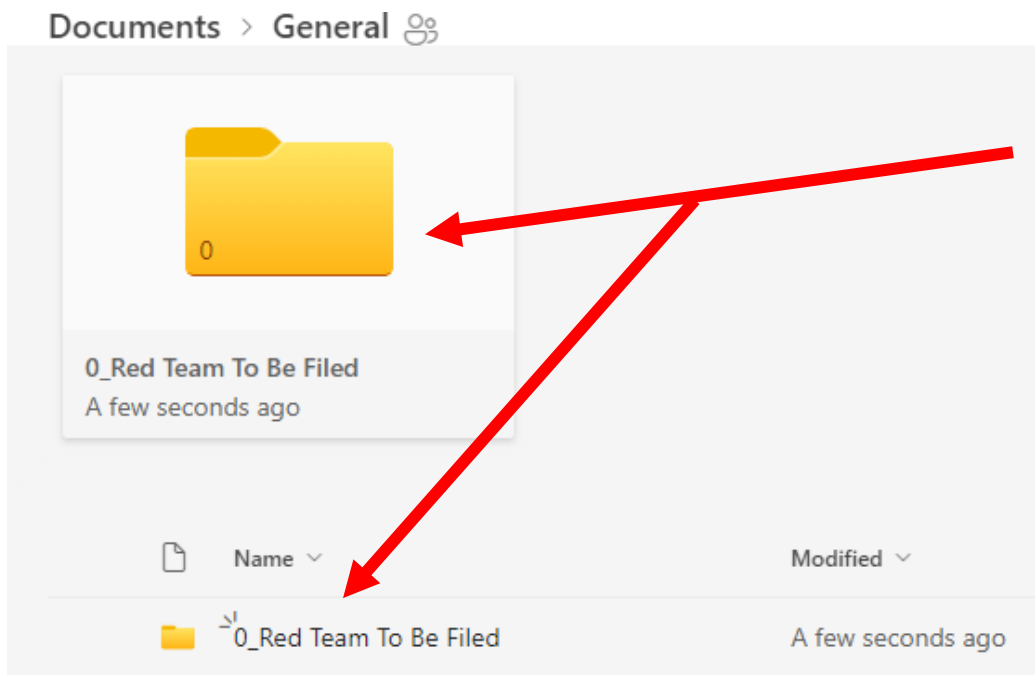 Documents > General
0
0_Red Team To Be Filed
A few seconds ago
Name Modified
0_Red Team To Be Filed A few seconds ago